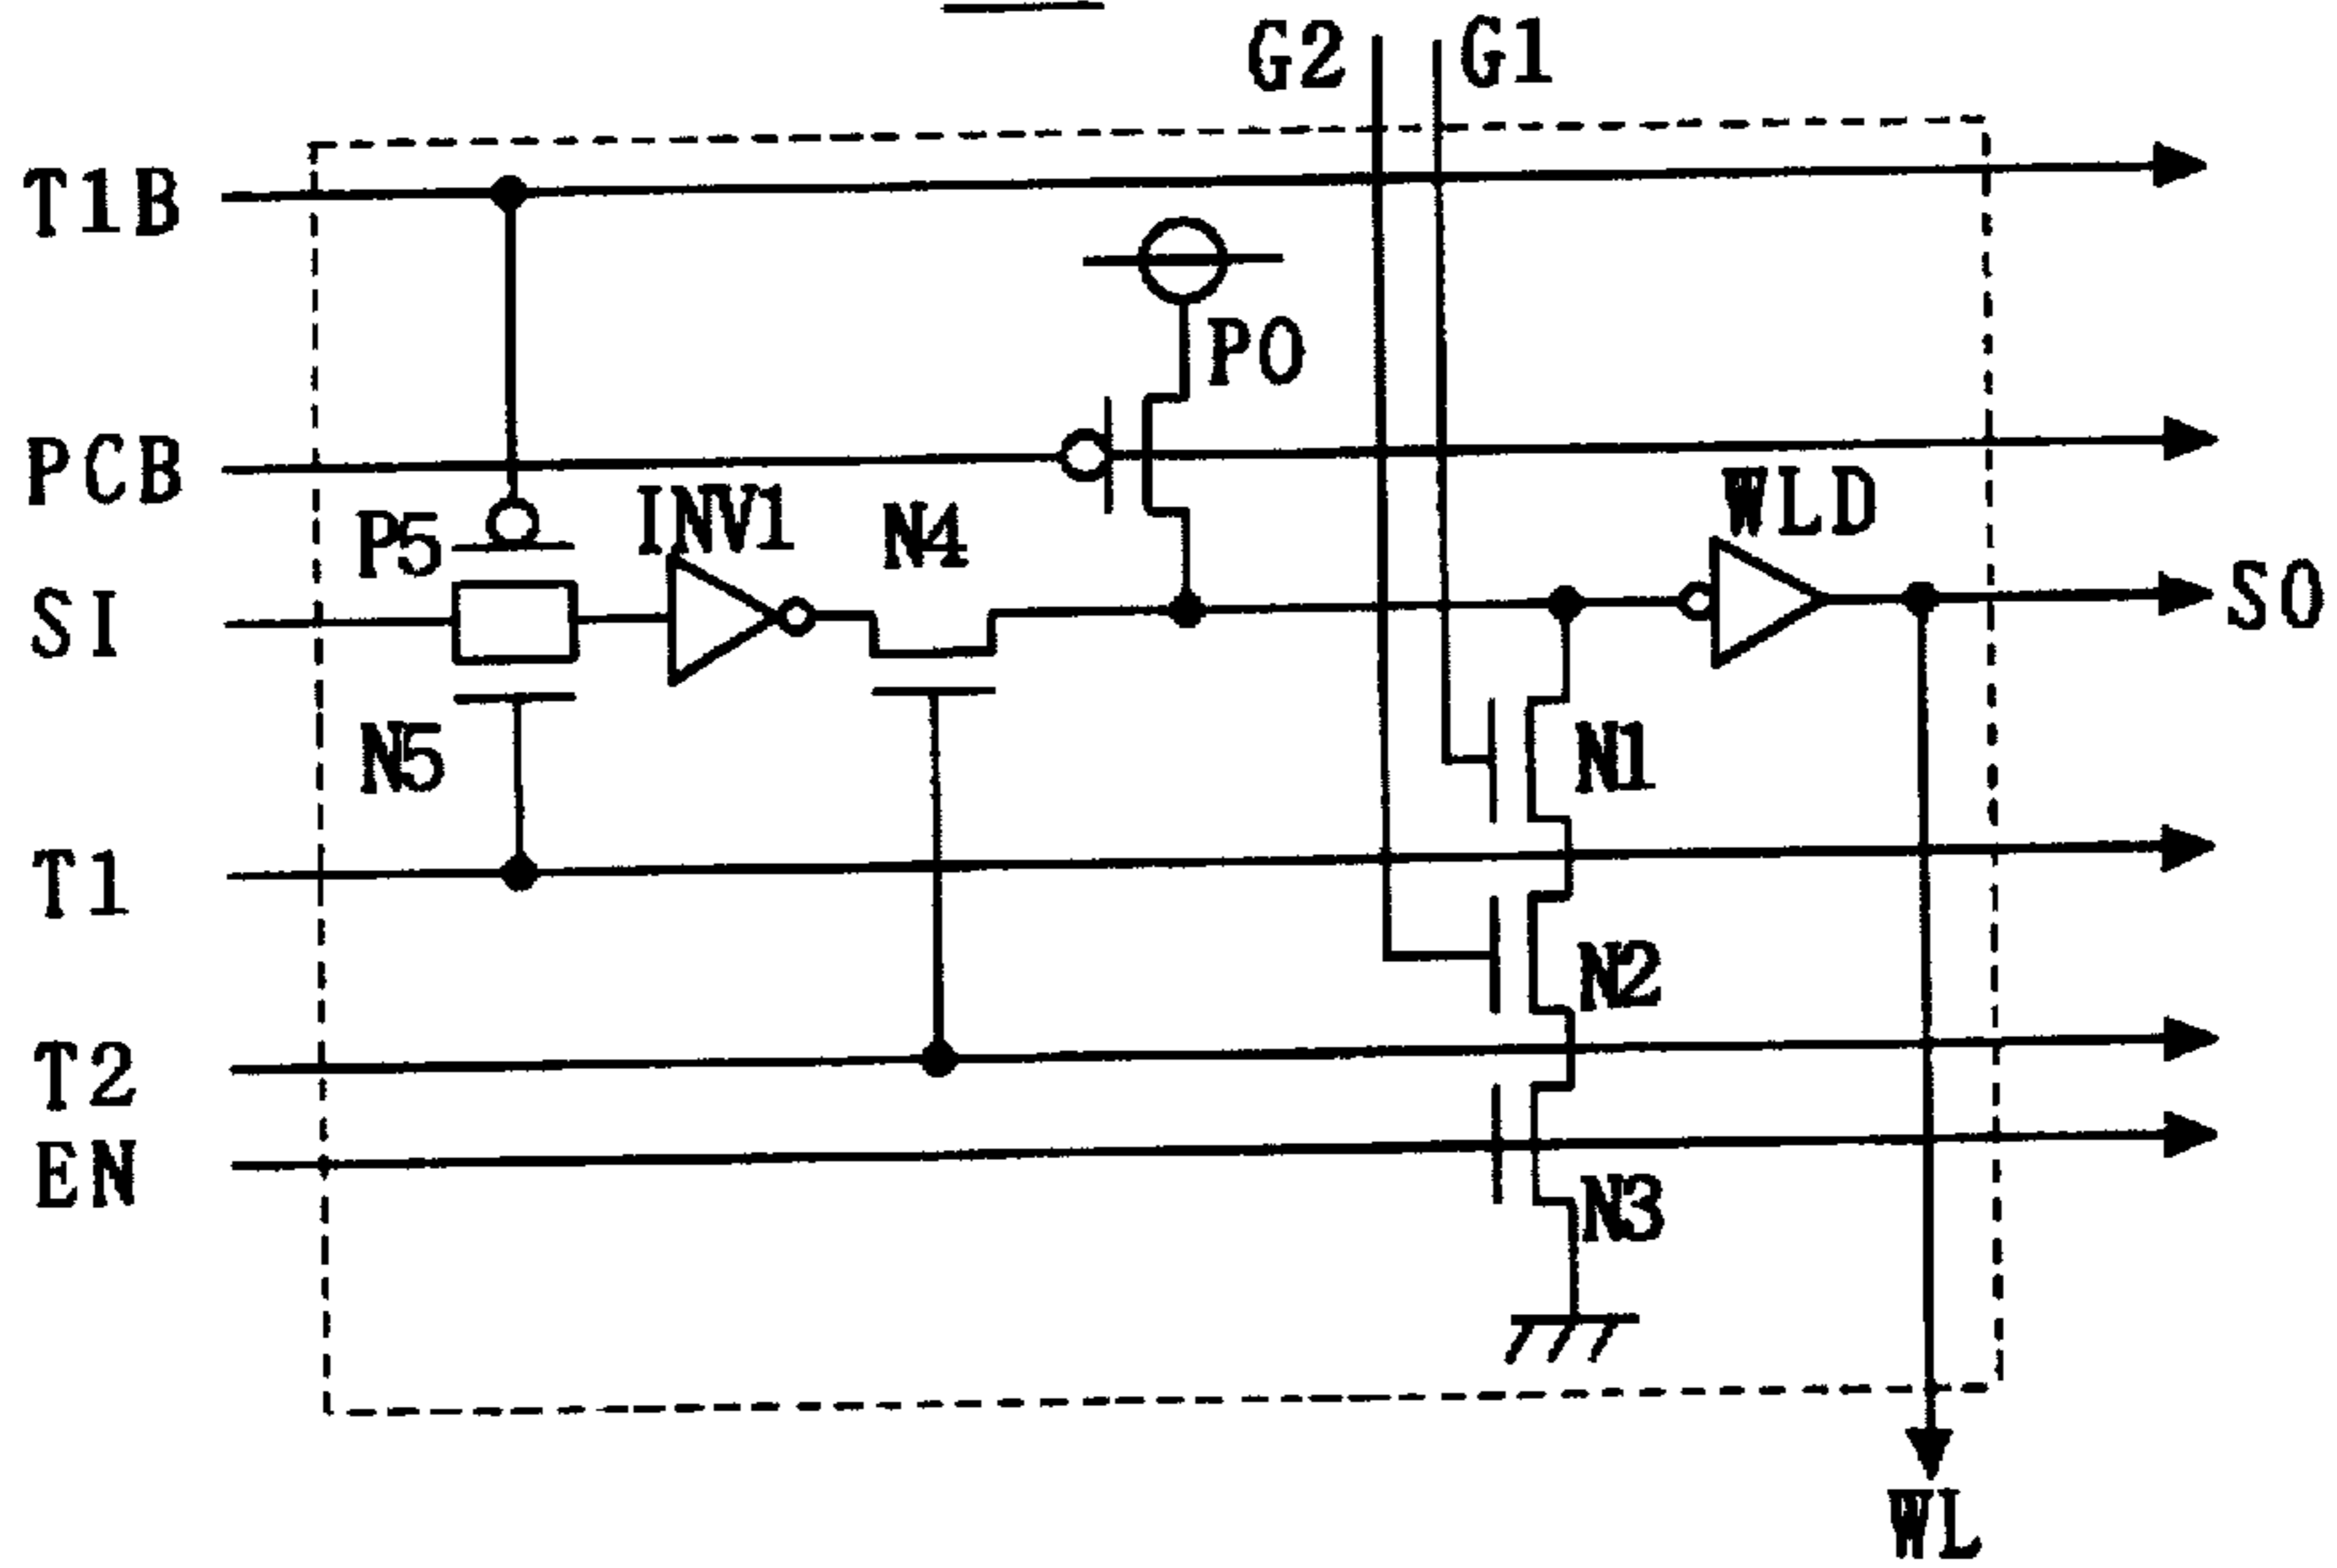 G2 G1
T1B
P0
PCB
WLD
P5 INV1 N4
SI SO
N5 N1
T1
N2
T2
EN
N3
WL